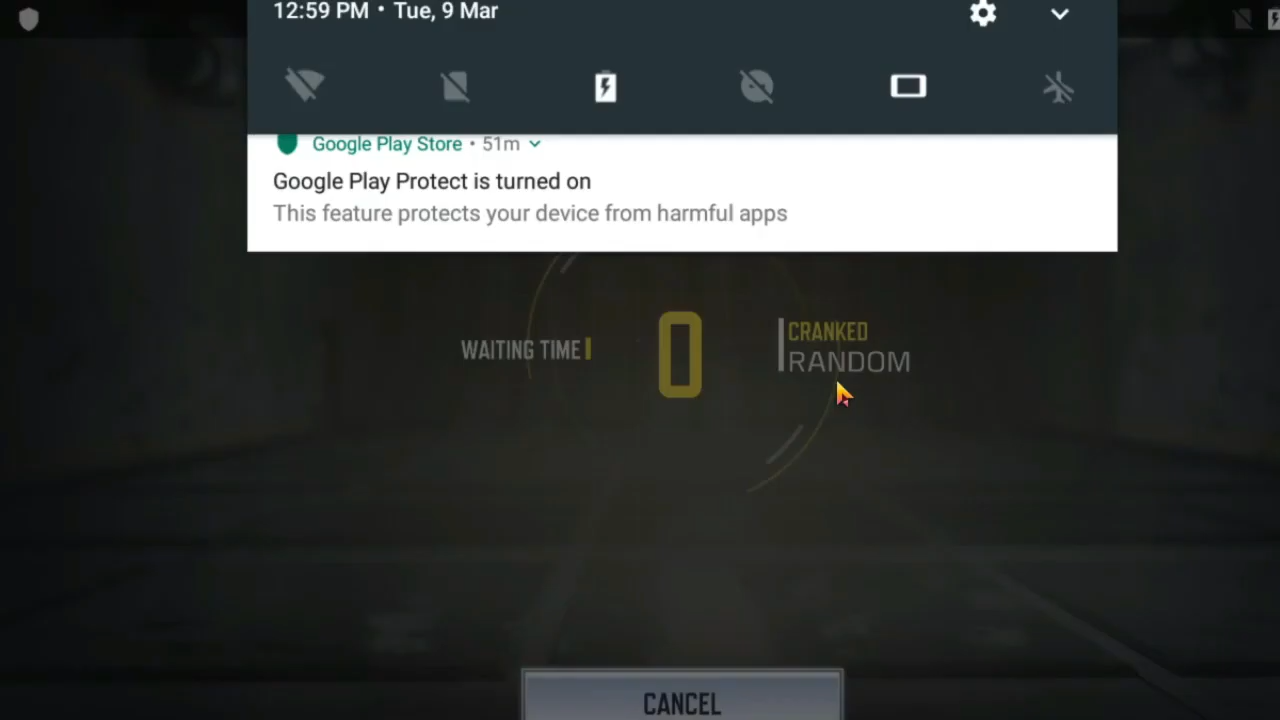 12:59 PM • Tue, 9 Mar
Google Play Store • 51m
Google Play Protect is turned on
This feature protects your device from harmful apps
WAITING TIME
0
CRANKED
RANDOM
CANCEL